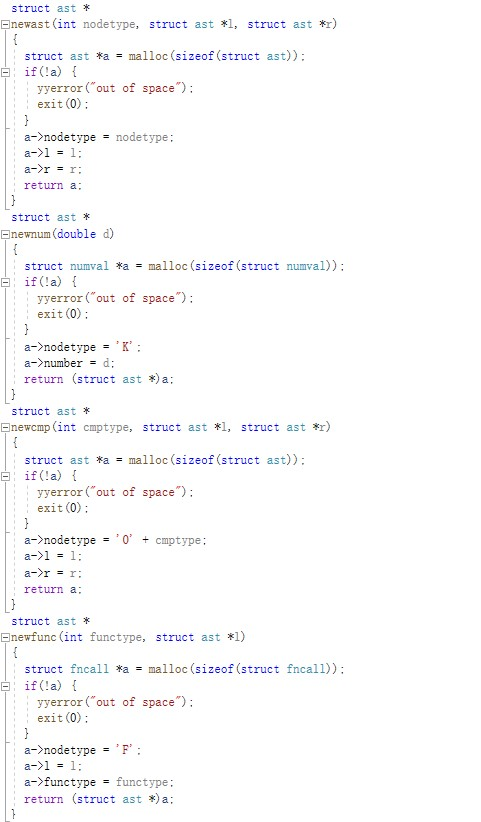 struct ast *
newast(int nodetype, struct ast *l, struct ast *r)
{
  struct ast *a = malloc(sizeof(struct ast));
  if(!a) {
    yyerror("out of space");
    exit(0);
  }
  a->nodetype = nodetype;
  a->l = l;
  a->r = r;
  return a;
}
struct ast *
newnum(double d)
{
  struct numval *a = malloc(sizeof(struct numval));
  if(!a) {
    yyerror("out of space");
    exit(0);
  }
  a->nodetype = 'K';
  a->number = d;
  return (struct ast *)a;
}
struct ast *
newcmp(int cmptype, struct ast *l, struct ast *r)
{
  struct ast *a = malloc(sizeof(struct ast));
  if(!a) {
    yyerror("out of space");
    exit(0);
  }
  a->nodetype = '0' + cmptype;
  a->l = l;
  a->r = r;
  return a;
}
struct ast *
newfunc(int functype, struct ast *l)
{
  struct fncall *a = malloc(sizeof(struct fncall));
  if(!a) {
    yyerror("out of space");
    exit(0);
  }
  a->nodetype = 'F';
  a->l = l;
  a->functype = functype;
  return (struct ast *)a;
}